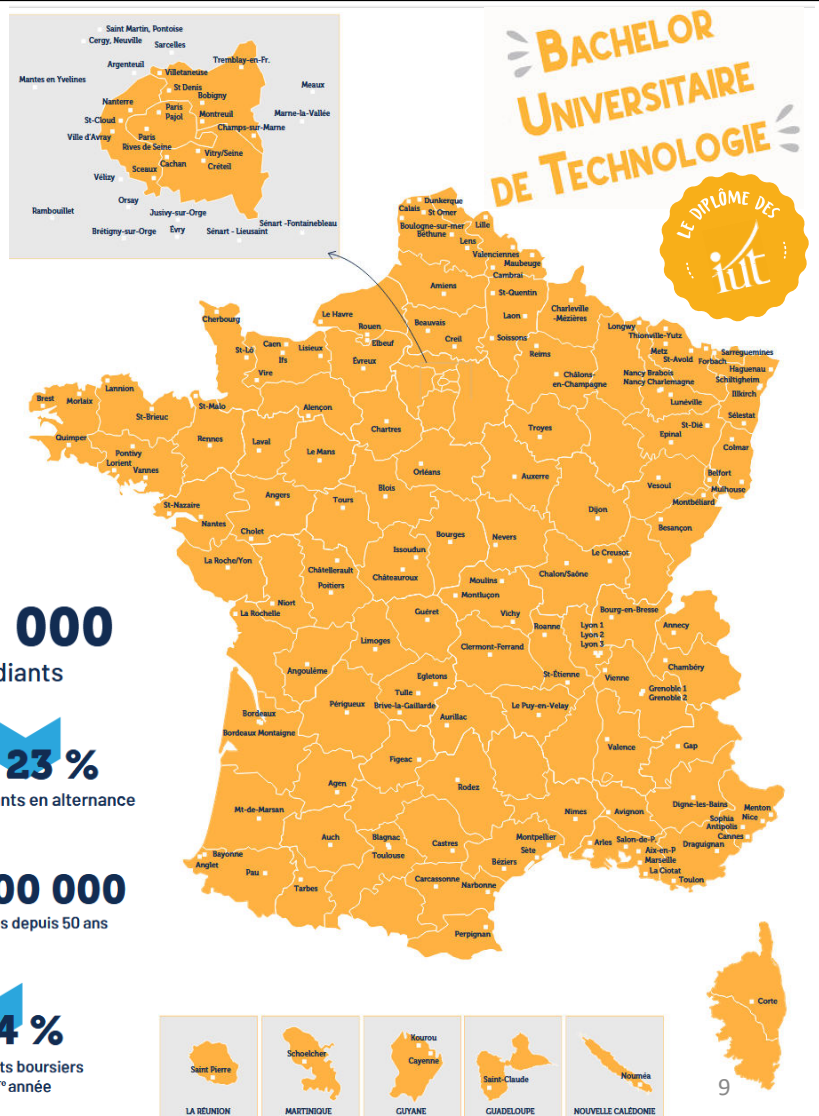 BACHELOR
UNIVERSITAIRE
DE TECHNOLOGIE
LE DIPLÔME DES
iut
Saint Martin, Pontoise
Cergy, Neuville
Sarcelles
Argenteuil
Tremblay-en-Fr.
Villetaneuse
Mantes en Yvelines
St Denis
Meaux
Nanterre
Bobigny
Paris
Pajol
Montreuil
Marne-la-Vallée
St-Cloud
Champs-sur-Marne
Ville d'Avray
Paris
Rives de Seine
Vitry/Seine
Cachan
Créteil
Sceaux
Vélizy
Orsay
Rambouillet
Jusivy-sur-Orge
Brétigny-sur-Orge
Évry
Sénart - Lieusaint
Sénart -Fontainebleau
Dunkerque
Calais
St Omer
Boulogne-sur-mer
Lille
Béthune
Lens
Valenciennes
Maubeuge
Cambrai
Amiens
St-Quentin
Charleville
-Mézières
Laon
Cherbourg
Le Havre
Rouen
Beauvais
Longwy
Thionville-Yutz
Caen
Lisieux
Elbeuf
Creil
Soissons
St-Lô
Ifs
Reims
Metz
St-Avold
Forbach
Sarreguemines
Évreux
Haguenau
Vire
Châlons-
en-Champagne
Nancy Brabois
Nancy Charlemagne
Schiltigheim
Lannion
Illkirch
Brest
Morlaix
St-Malo
Alençon
Lunéville
St-Brieuc
Sélestat
Chartres
Troyes
St-Dié
Quimper
Rennes
Laval
Epinal
Pontivy
Le Mans
Colmar
Lorient
Vannes
Orléans
Auxerre
Belfort
Blois
Vesoul
Mulhouse
Angers
Tours
Montbéliard
St-Nazaire
Dijon
Nantes
Besançon
Cholet
Bourges
Nevers
Issoudun
Le Creusot
La Roche/Yon
Châtellerault
Châteauroux
Moulins
Chalon/Saône
Poitiers
Montluçon
Niort
La Rochelle
Guéret
Vichy
Bourg-en-Bresse
Roanne
Lyon 1
Lyon 2
Lyon 3
Annecy
Limoges
Clermont-Ferrand
Chambéry
Angoulême
Egletons
St-Étienne
Vienne
Tulle
Grenoble 1
Grenoble 2
Périgueux
Brive-la-Gaillarde
Le Puy-en-Velay
Bordeaux
Aurillac
Bordeaux Montaigne
Valence
Gap
Figeac
Agen
Rodez
Digne-les-Bains
Mt-de-Marsan
Nimes
Avignon
Menton
Sophia
Antipolis
Nice
Auch
Blagnac
Toulouse
Castres
Montpellier
Arles
Salon-de-P.
Cannes
Sète
Aix-en-P
Draguignan
Bayonne
Anglet
Béziers
Marseille
Pau
La Ciotat
Carcassonne
Narbonne
Toulon
Tarbes
Perpignan
Corte
000
diants
23 %
nts en alternance
00 000
s depuis 50 ans
4 %
ts boursiers
re année
Saint Pierre
LA RÉUNION
Schoelcher
MARTINIQUE
Kourou
Cayenne
GUYANE
Saint-Claude
GUADELOUPE
Nouméa
NOUVELLE CALÉDONIE
9